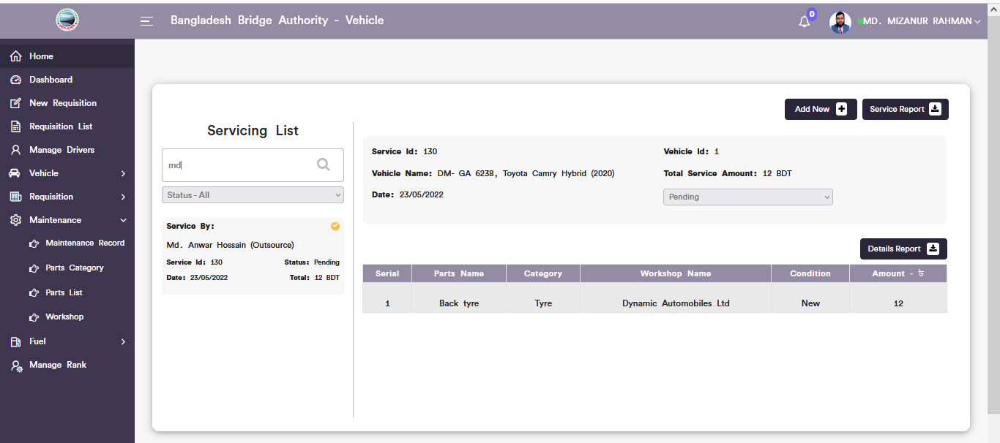 Bangladesh Bridge Authority - Vehicle
0
MD. MIZANUR RAHMAN
Home
Dashboard
New Requisition
Requisition List
Manage Drivers
Vehicle
Requisition
Maintenance
Maintenance Record
Parts Category
Parts List
Workshop
Fuel
Manage Rank
Add New
Service Report
Servicing List
md
Status - All
Service By:
Md. Anwar Hossain (Outsource)
Service Id: 130 Status: Pending
Date: 23/05/2022 Total: 12 BDT
Service Id: 130 Vehicle Id: 1
Vehicle Name: DM- GA 6238, Toyota Camry Hybrid (2020) Total Service Amount: 12 BDT
Date: 23/05/2022 Pending
Details Report
Serial Parts Name Category Workshop Name Condition Amount - ৳
1 Back tyre Tyre Dynamic Automobiles Ltd New 12